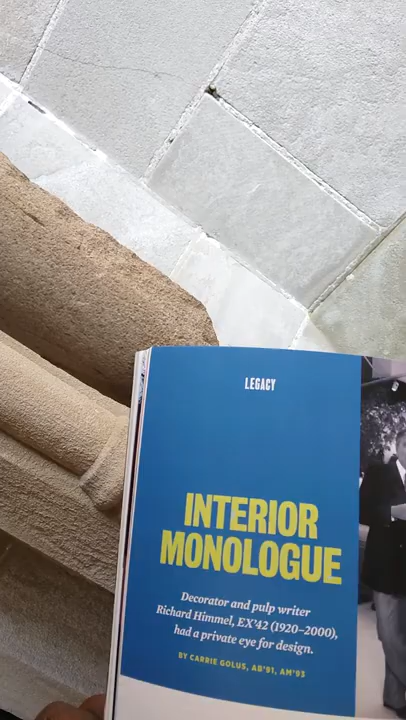 LEGACY
INTERIOR
MONOLOGUE
Decorator and pulp writer
Richard Himmel, EX'42 (1920–2000),
had a private eye for design.
BY CARRIE GOLUS, AB'91, AM'93